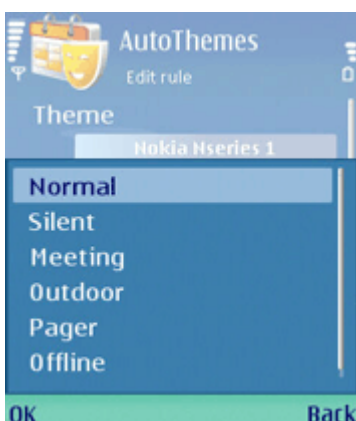 AutoThemes
Edit rule
Theme
Nokia Nseries 1
Normal
Silent
Meeting
Outdoor
Pager
Offline
OK Back